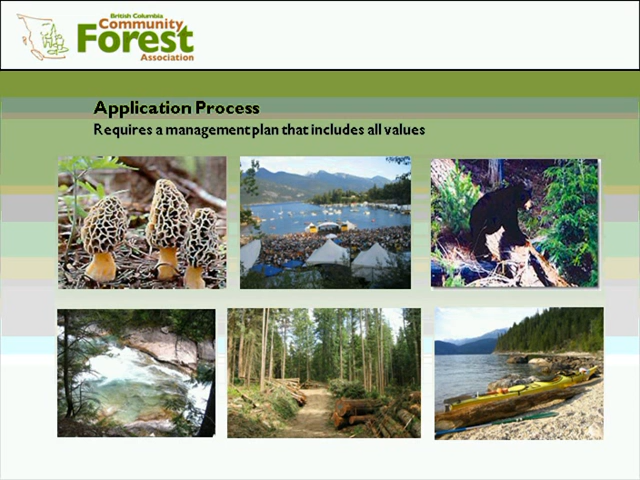 British Columbia
Community
Forest
Association
Application Process
Requires a management plan that includes all values